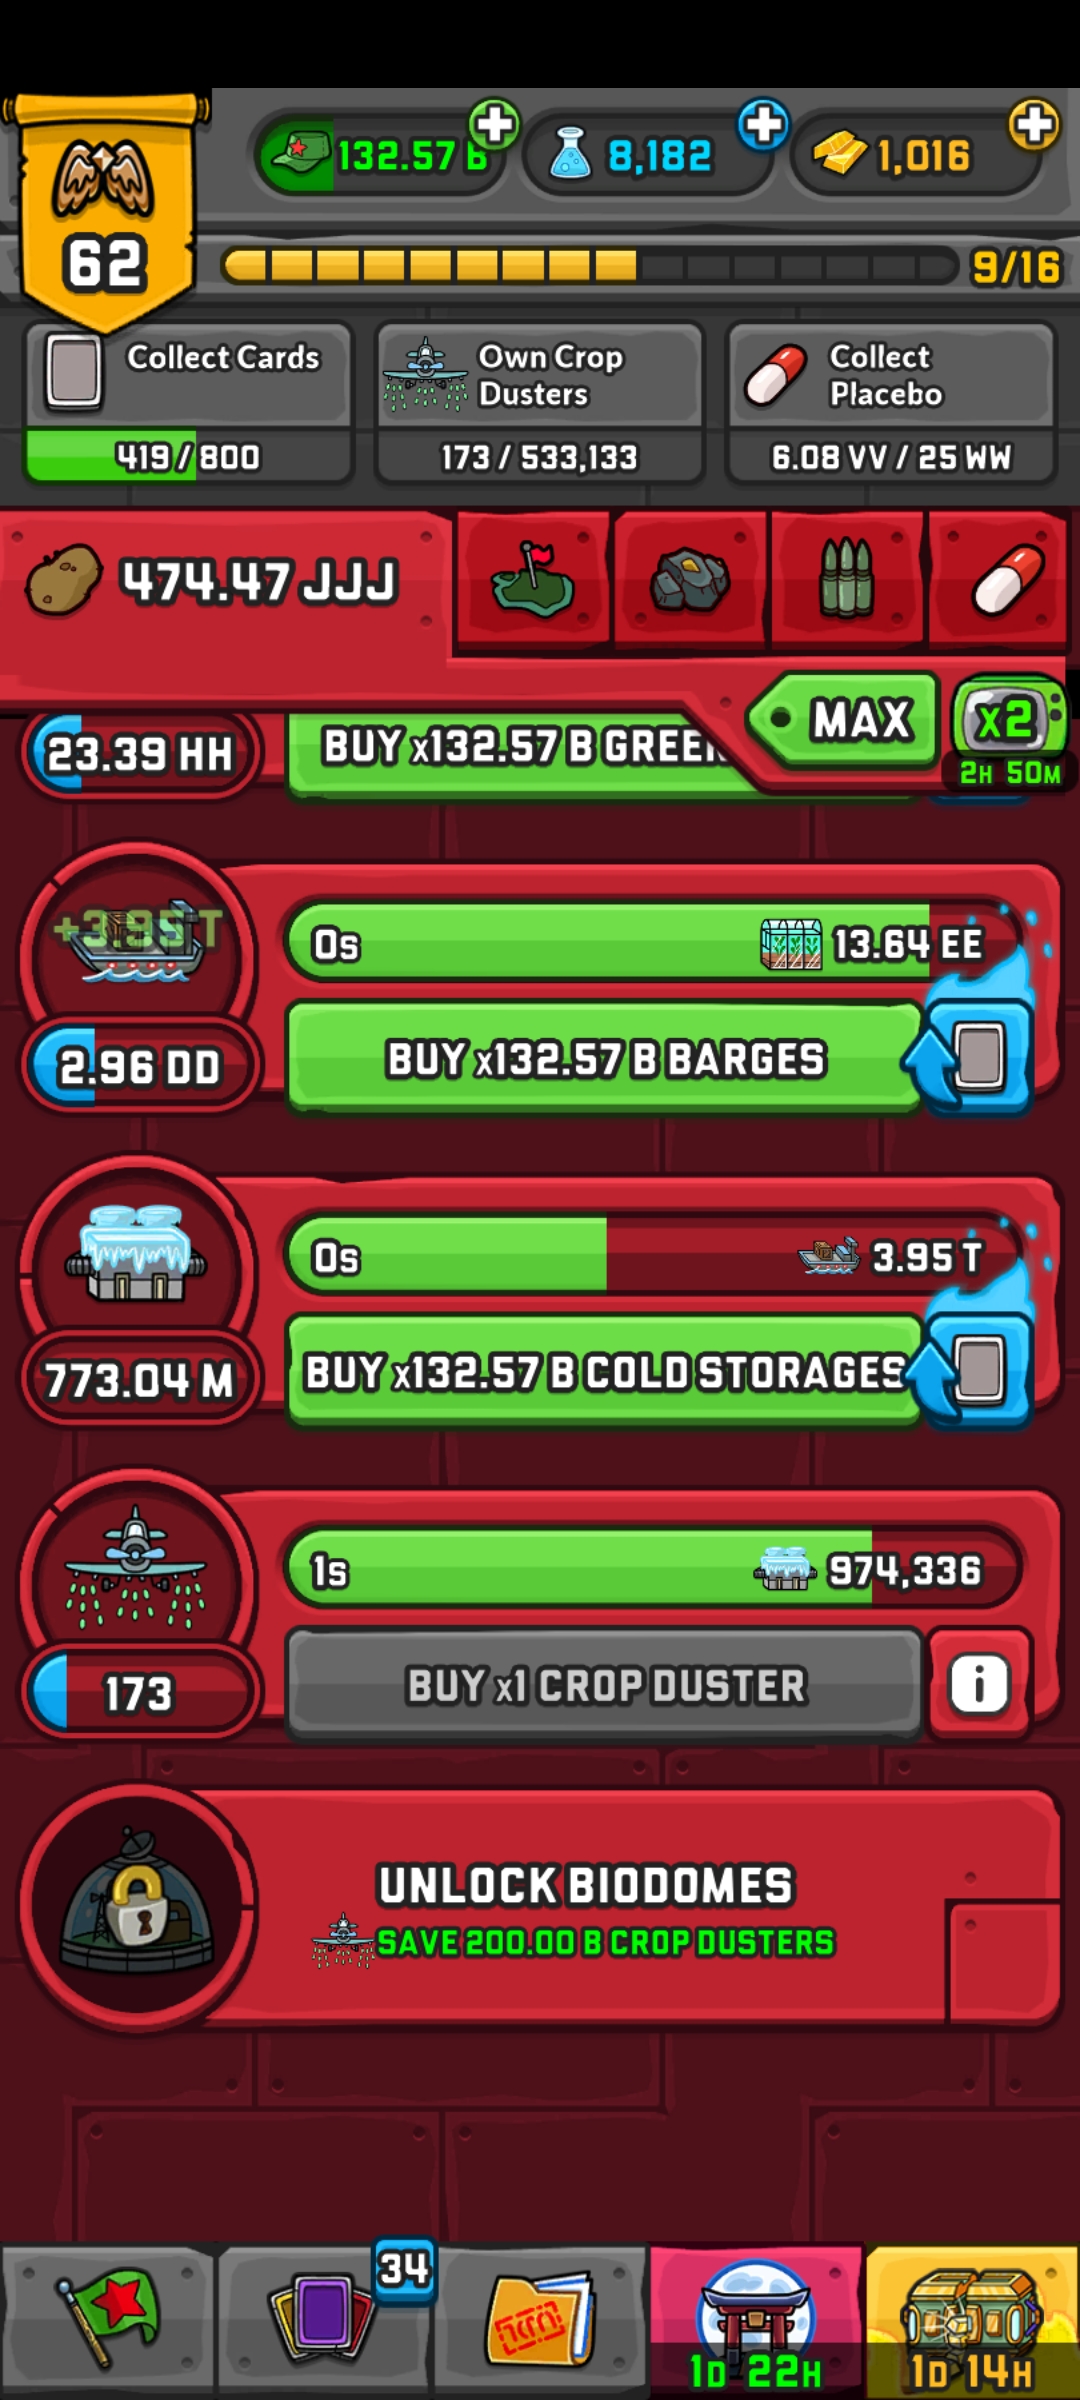 132.57 B
8,182
1,016
62
9/16
Collect Cards
419 / 800
Own Crop
Dusters
173 / 533,133
Collect
Placebo
6.08 VV / 25 WW
474.47 JJJ
MAX
x2
2H 50M
23.39 HH
BUY x132.57 B GREEN
+3.95 T
0s
13.64 EE
2.96 DD
BUY x132.57 B BARGES
0s
3.95 T
773.04 M
BUY x132.57 B COLD STORAGES
1s
974,336
173
BUY x1 CROP DUSTER
i
UNLOCK BIODOMES
SAVE 200.00 B CROP DUSTERS
34
1D 22H
1D 14H